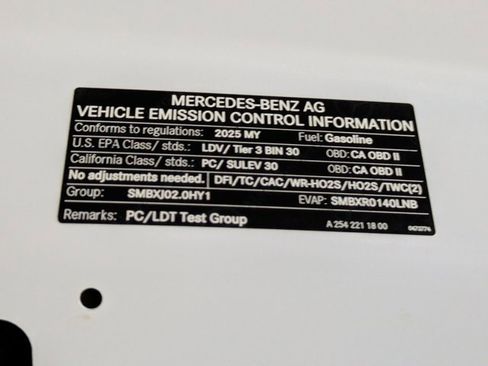 MERCEDES-BENZ AG
VEHICLE EMISSION CONTROL INFORMATION
Conforms to regulations: 2025 MY Fuel: Gasoline
U.S. EPA Class/ stds.: LDV/ Tier 3 BIN 30 OBD: CA OBD II
California Class/ stds.: PC/ SULEV 30 OBD: CA OBD II
No adjustments needed. DFI/TC/CAC/WR-HO2S/HO2S/TWC(2)
Group: SMBXJ02.0HY1 EVAP: SMBXR0140LNB
Remarks: PC/LDT Test Group A 254 221 18 00